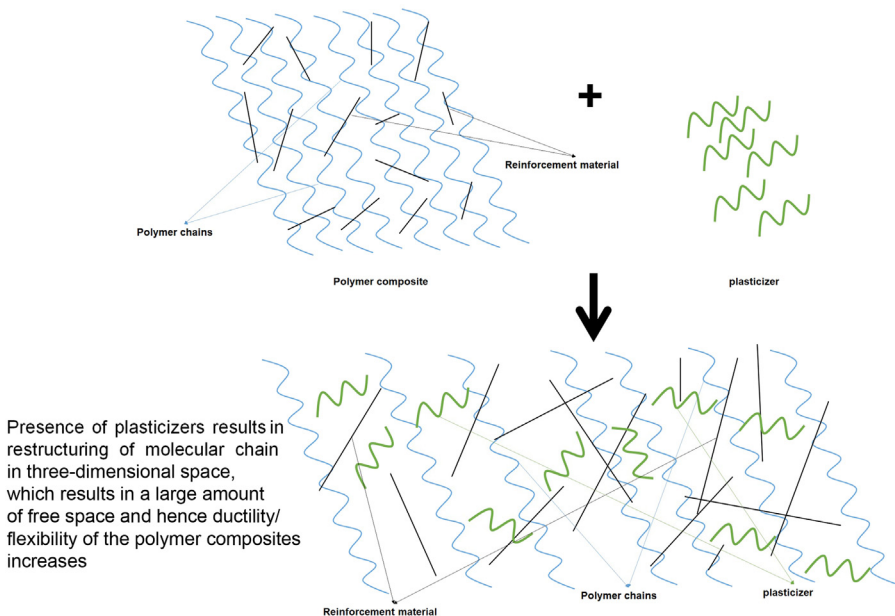 +
Reinforcement material
Polymer chains
Polymer composite
plasticizer
Presence of plasticizers results in
restructuring of molecular chain
in three-dimensional space,
which results in a large amount
of free space and hence ductility/
flexibility of the polymer composites
increases
Polymer chains
plasticizer
Reinforcement material